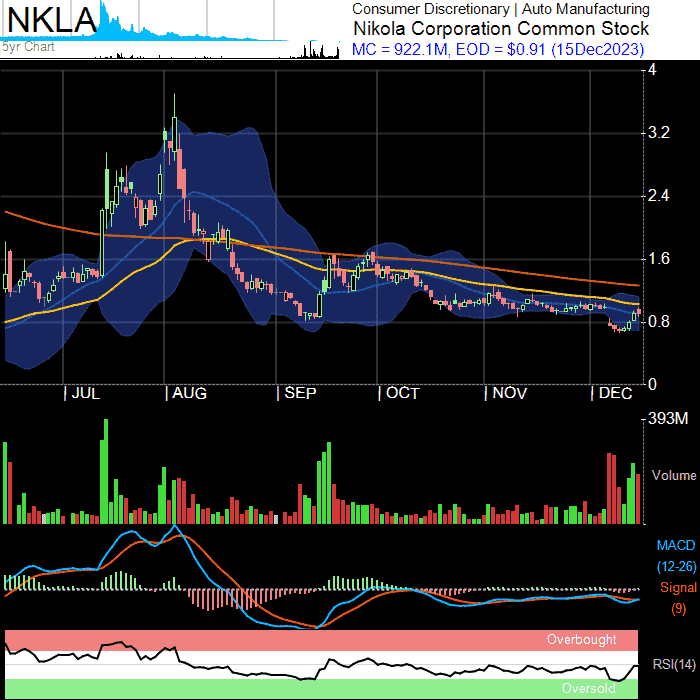 NKLA
5yr Chart
Consumer Discretionary | Auto Manufacturing
Nikola Corporation Common Stock
MC = 922.1M, EOD = $0.91 (15Dec2023)
4
3.2
2.4
1.6
0.8
0
| JUL | AUG | SEP | OCT | NOV | DEC
393M
Volume
MACD
(12-26)
Signal
(9)
Overbought
RSI(14)
Oversold